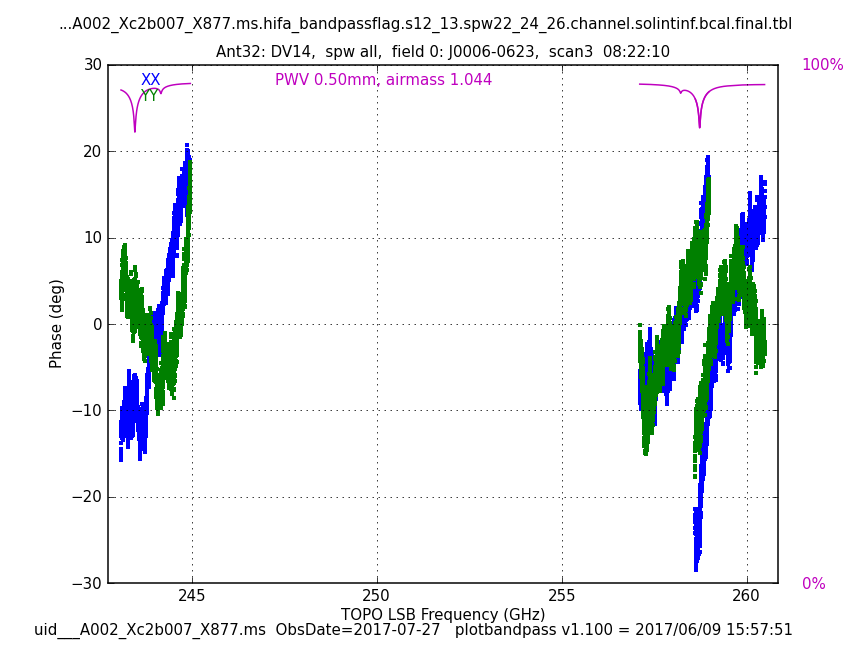 ...A002_Xc2b007_X877.ms.hifa_bandpassflag.s12_13.spw22_24_26.channel.solintinf.bcal.final.tbl
Ant32: DV14,  spw all,  field 0: J0006-0623,  scan3  08:22:10
30
100%
XX
PWV 0.50mm, airmass 1.044
YY
20
10
0
Phase (deg)
−10
−20
−30
0%
245
250
255
260
TOPO LSB Frequency (GHz)
uid___A002_Xc2b007_X877.ms  ObsDate=2017-07-27   plotbandpass v1.100 = 2017/06/09 15:57:51